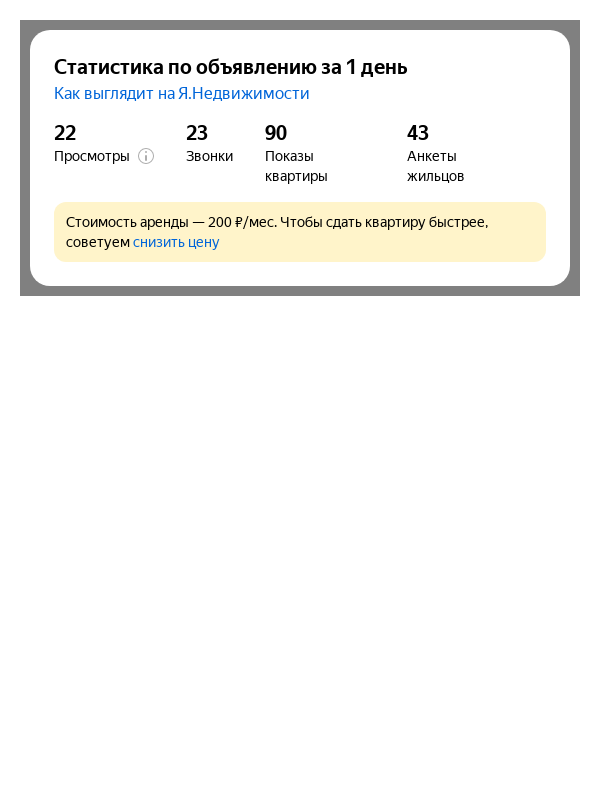 Статистика по объявлению за 1 день
Как выглядит на Я.Недвижимости
22
Просмотры
23
Звонки
90
Показы
квартиры
43
Анкеты
жильцов
Стоимость аренды — 200 ₽/мес. Чтобы сдать квартиру быстрее,
советуем снизить цену